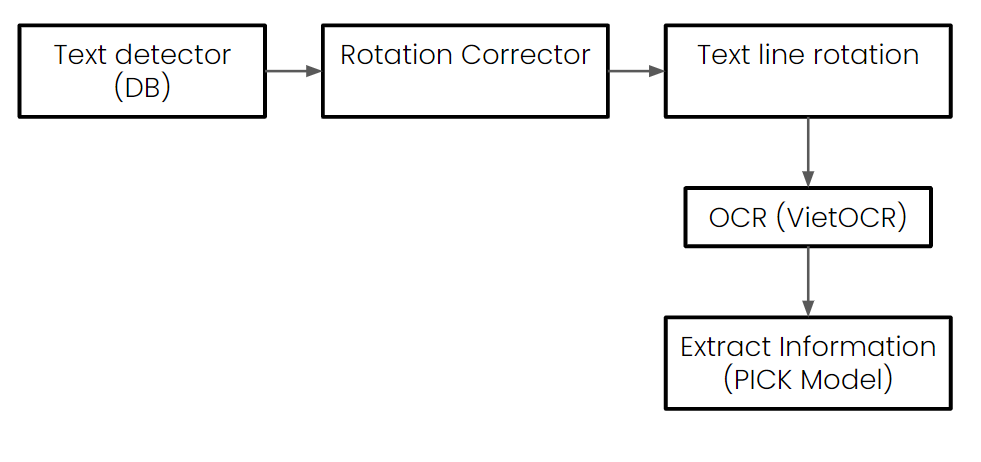 Text detector
(DB)
Rotation Corrector
Text line rotation
OCR (VietOCR)
Extract Information
(PICK Model)